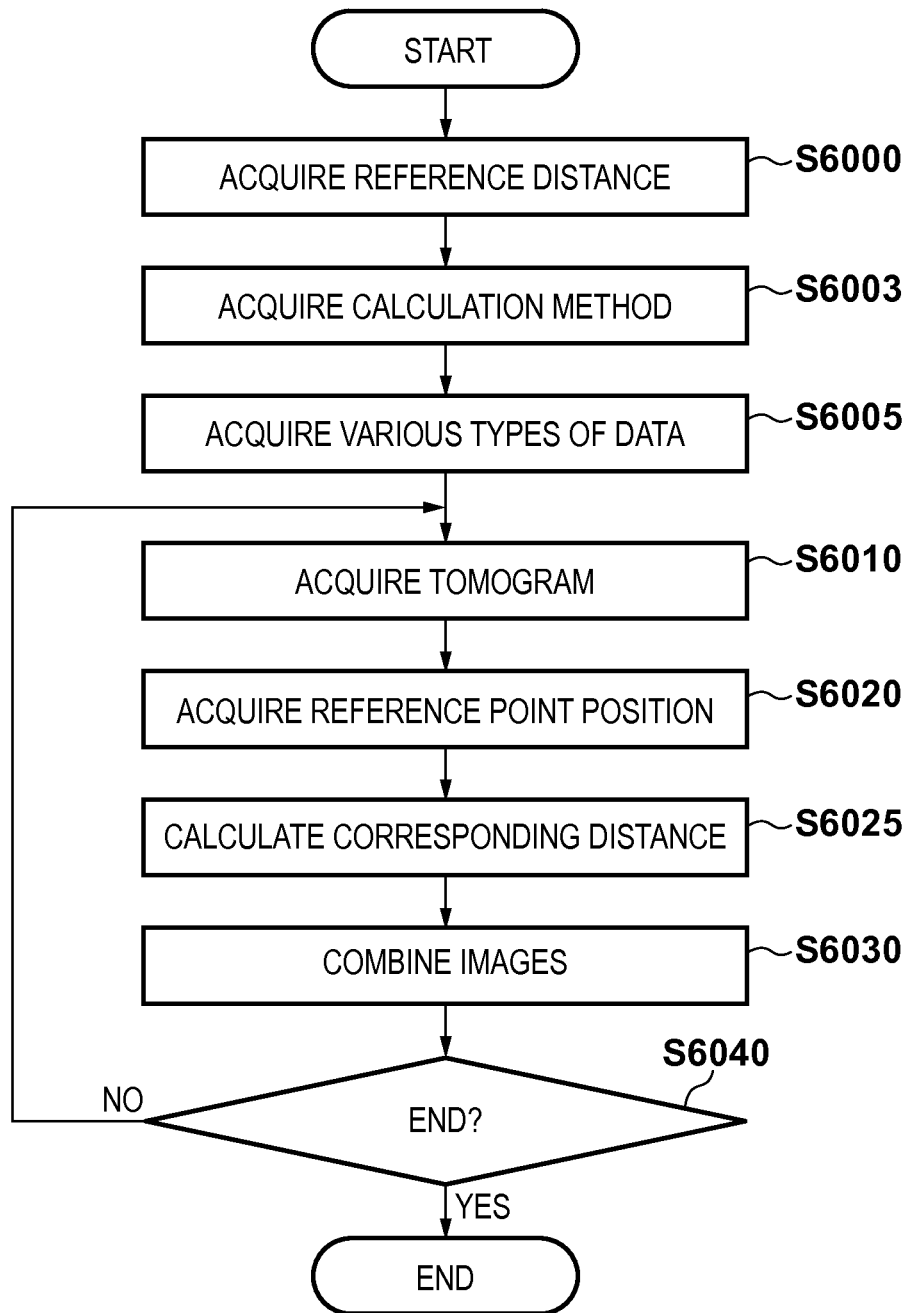 START
ACQUIRE REFERENCE DISTANCE
S6000
ACQUIRE CALCULATION METHOD
S6003
ACQUIRE VARIOUS TYPES OF DATA
S6005
ACQUIRE TOMOGRAM
S6010
ACQUIRE REFERENCE POINT POSITION
S6020
CALCULATE CORRESPONDING DISTANCE
S6025
COMBINE IMAGES
S6030
S6040
NO
END?
YES
END